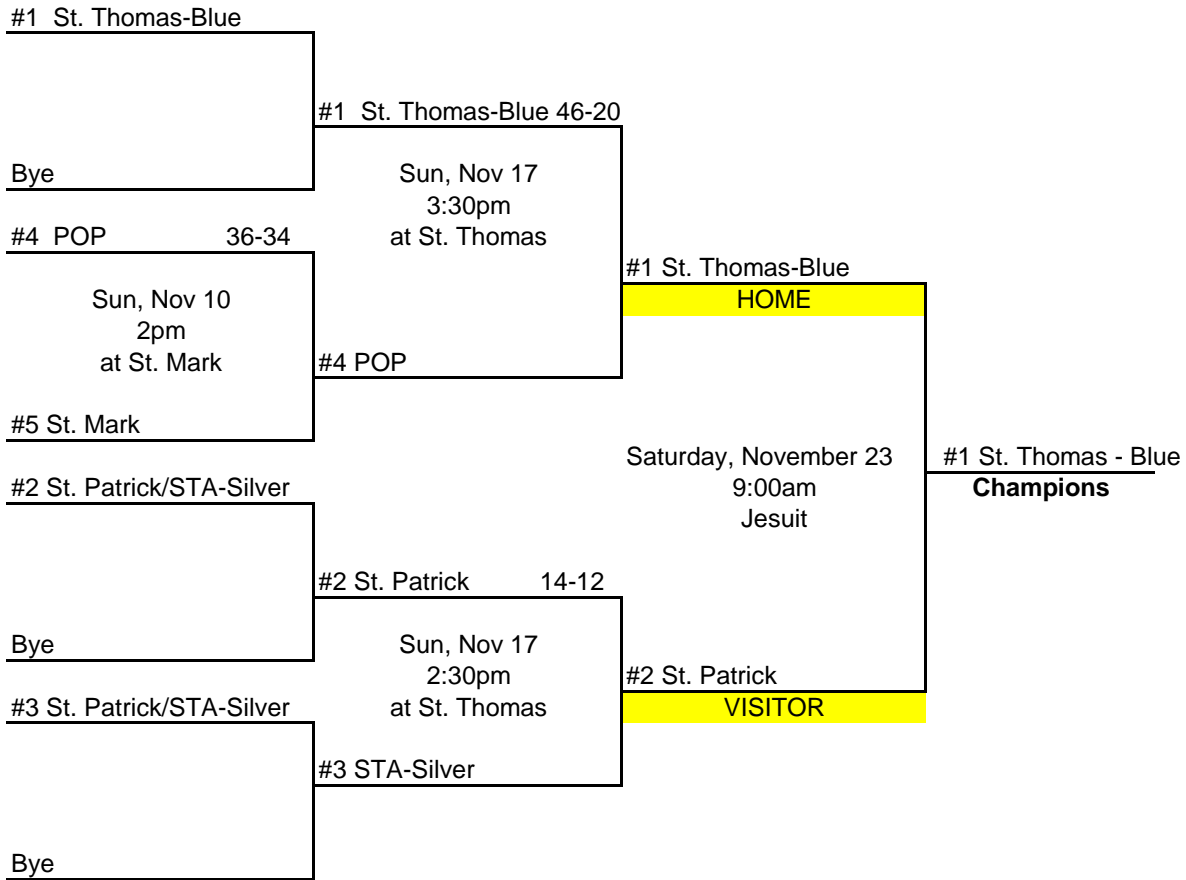 #1  St. Thomas-Blue
#1  St. Thomas-Blue 46-20
Bye
Sun, Nov 17
3:30pm
at St. Thomas
#4  POP 36-34
#1 St. Thomas-Blue
HOME
Sun, Nov 10
2pm
at St. Mark
#4 POP
#5 St. Mark
Saturday, November 23
9:00am
Jesuit
#1 St. Thomas - Blue
Champions
#2 St. Patrick/STA-Silver
#2 St. Patrick 14-12
Bye
Sun, Nov 17
2:30pm
at St. Thomas
#2 St. Patrick
VISITOR
#3 St. Patrick/STA-Silver
#3 STA-Silver
Bye